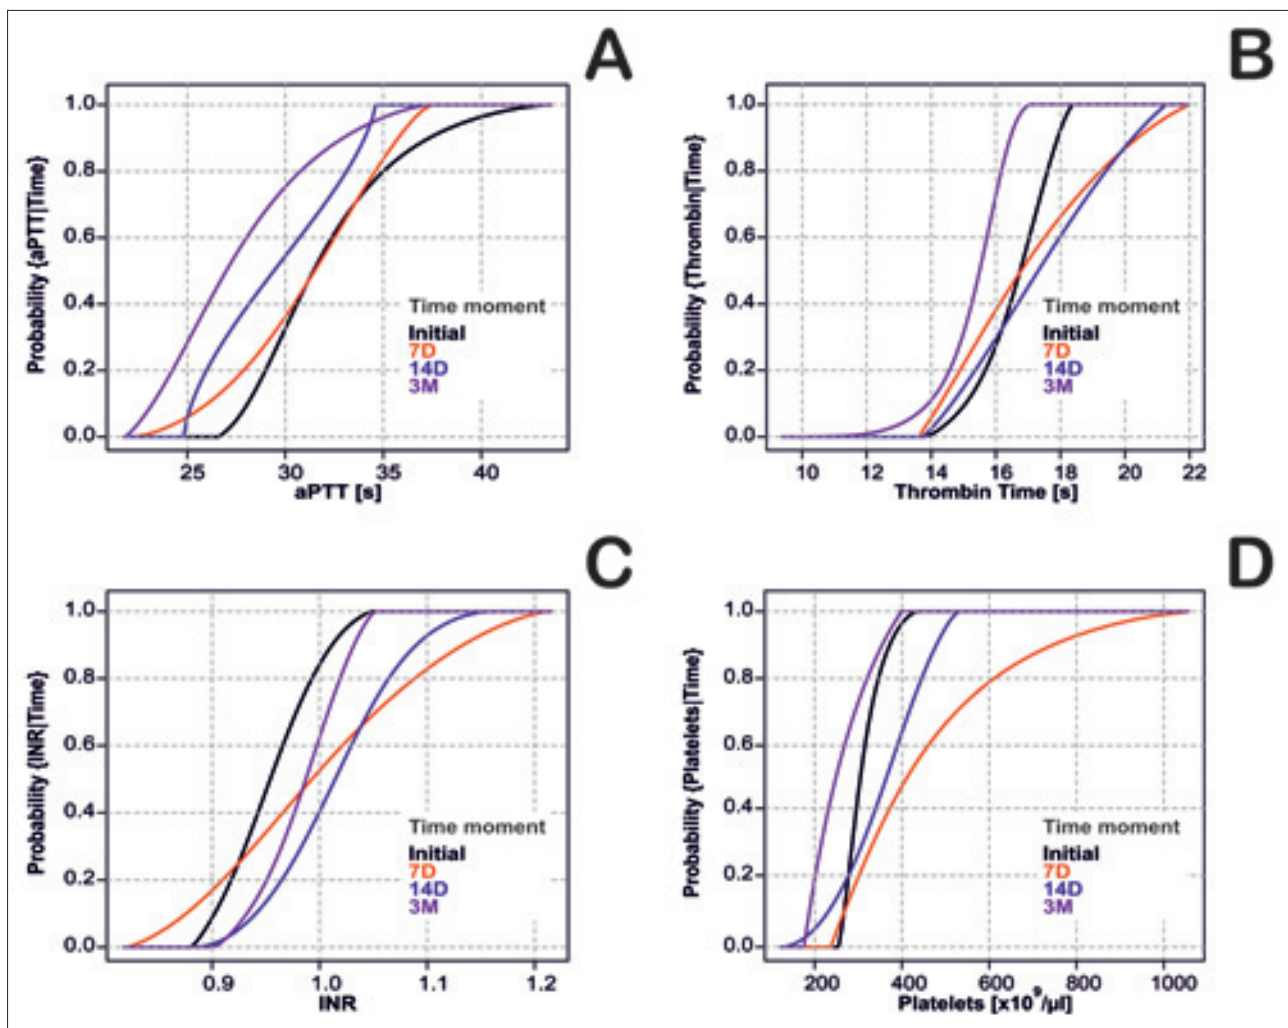 A
Probability {aPTT|Time}
1.0
0.8
0.6
0.4
0.2
0.0
Time moment
Initial
7D
14D
3M
25 30 35 40
aPTT [s]
B
Probability {Thrombin|Time}
1.0
0.8
0.6
0.4
0.2
0.0
Time moment
Initial
7D
14D
3M
10 12 14 16 18 20 22
Thrombin Time [s]
C
Probability {INR|Time}
1.0
0.8
0.6
0.4
0.2
0.0
Time moment
Initial
7D
14D
3M
0.9 1.0 1.1 1.2
INR
D
Probability {Platelets|Time}
1.0
0.8
0.6
0.4
0.2
0.0
Time moment
Initial
7D
14D
3M
200 400 600 800 1000
Platelets [x10⁹/µl]